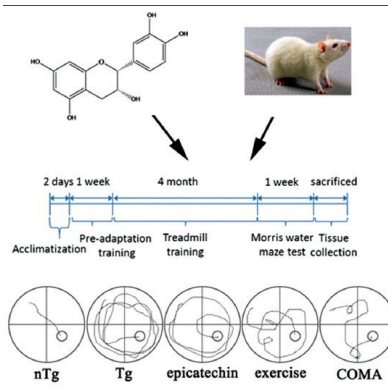 OH
OH
HO
O
OH
OH
2 days 1 week 4 month 1 week sacrificed
Acclimatization Pre-adaptation training Treadmill training Morris water maze test Tissue collection
nTg Tg epicatechin exercise COMA